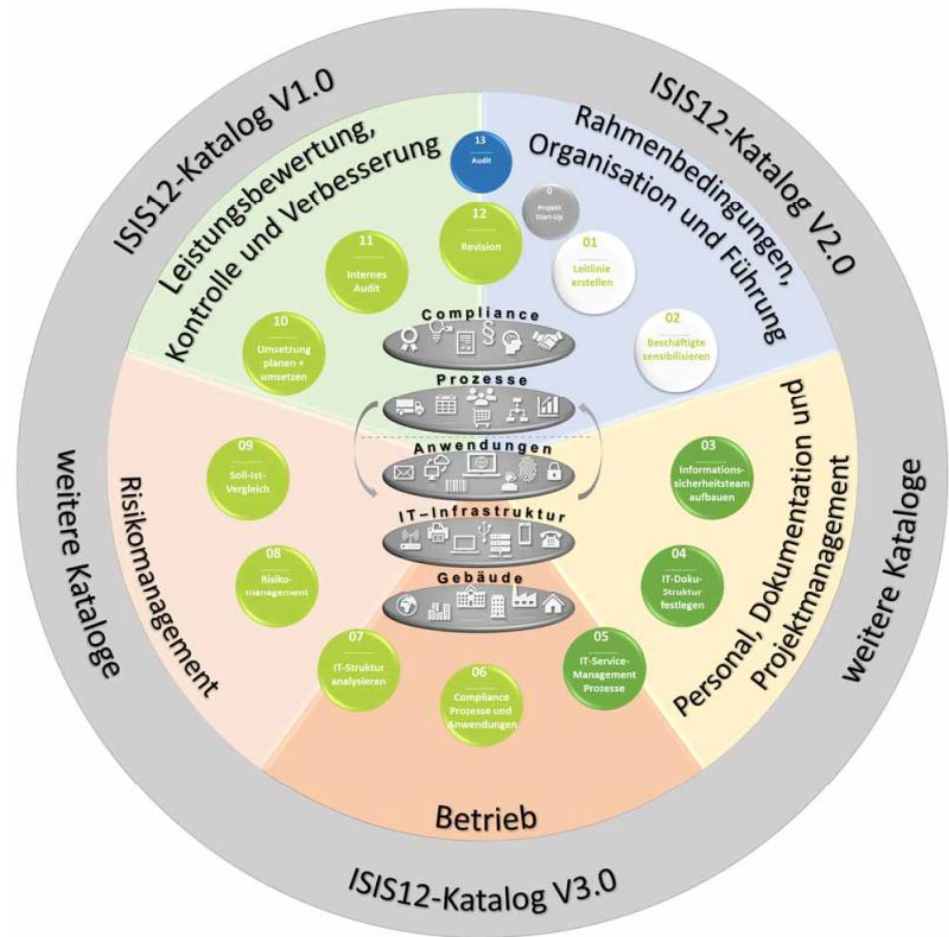 ISIS12-Katalog V1.0
ISIS12-Katalog V2.0
weitere Kataloge
ISIS12-Katalog V3.0
weitere Kataloge
Leistungsbewertung,
Kontrolle und Verbesserung
Rahmenbedingungen,
Organisation und Führung
Personal, Dokumentation und
Projektmanagement
Betrieb
Risikomanagement
13
Audit
0
Projekt
Start-Up
12
Revision
01
Leitlinie
erstellen
11
Internes
Audit
02
Beschäftigte
sensibilisieren
10
Umsetzung
planen +
umsetzen
03
Informations-
sicherheitsteam
aufbauen
09
Soll-Ist-
Vergleich
04
IT-Doku-
Struktur
festlegen
08
Risiko-
management
05
IT-Service-
Management
Prozesse
07
IT-Struktur
analysieren
06
Compliance
Prozesse und
Anwendungen
Compliance
§
Prozesse
Anwendungen
IT-Infrastruktur
Gebäude